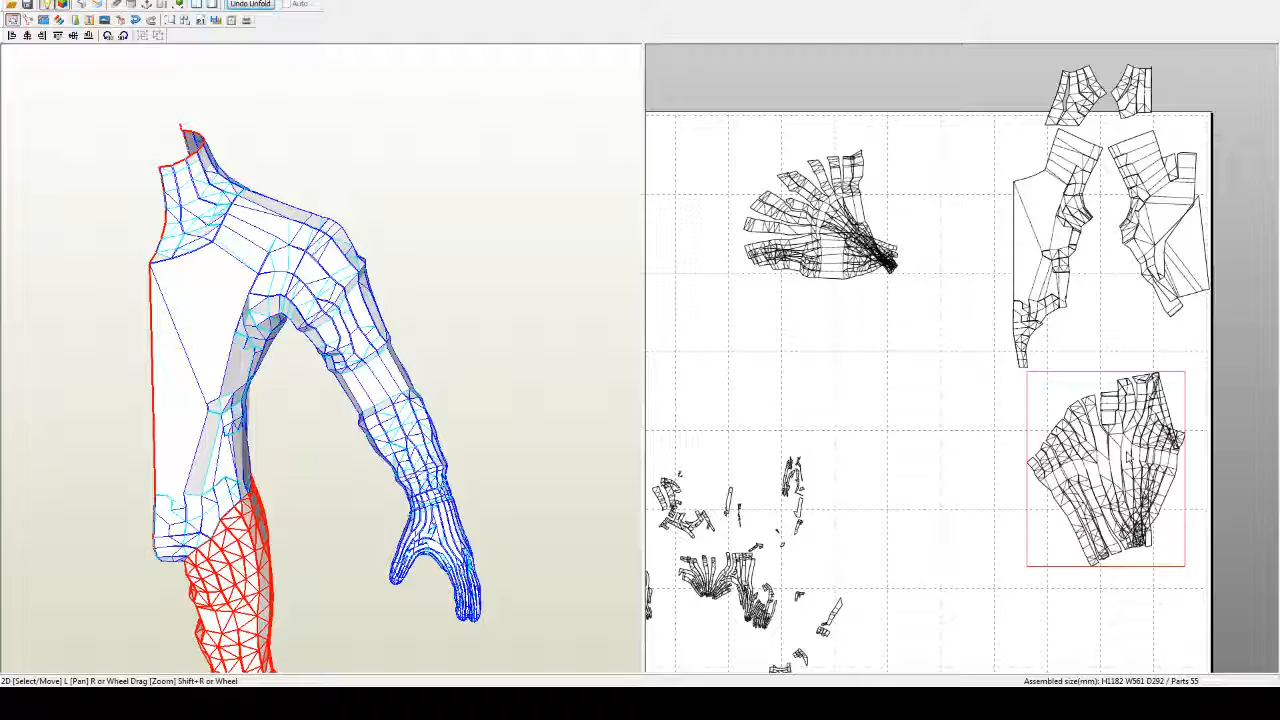 Undo Unfold Auto
2D [Select/Move] L [Pan] R or Wheel Drag [Zoom] Shift+R or Wheel
Assembled size(mm): H1182 W561 D292 / Parts 55